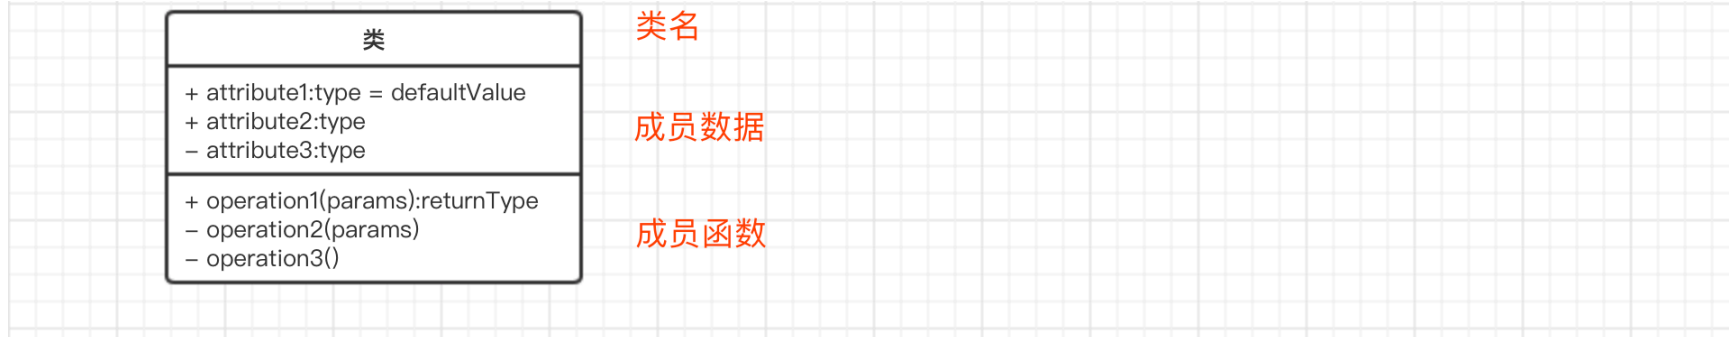 类
类名
+ attribute1:type = defaultValue
+ attribute2:type
- attribute3:type
成员数据
+ operation1(params):returnType
- operation2(params)
- operation3()
成员函数